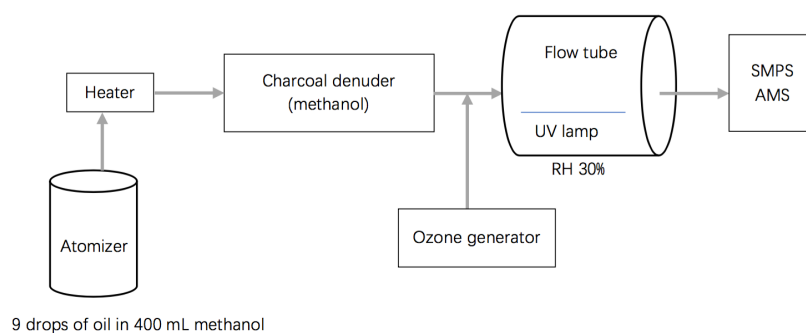 Flow tube
Charcoal denuder
(methanol)
SMPS
AMS
Heater
UV lamp
RH 30%
Ozone generator
Atomizer
9 drops of oil in 400 mL methanol